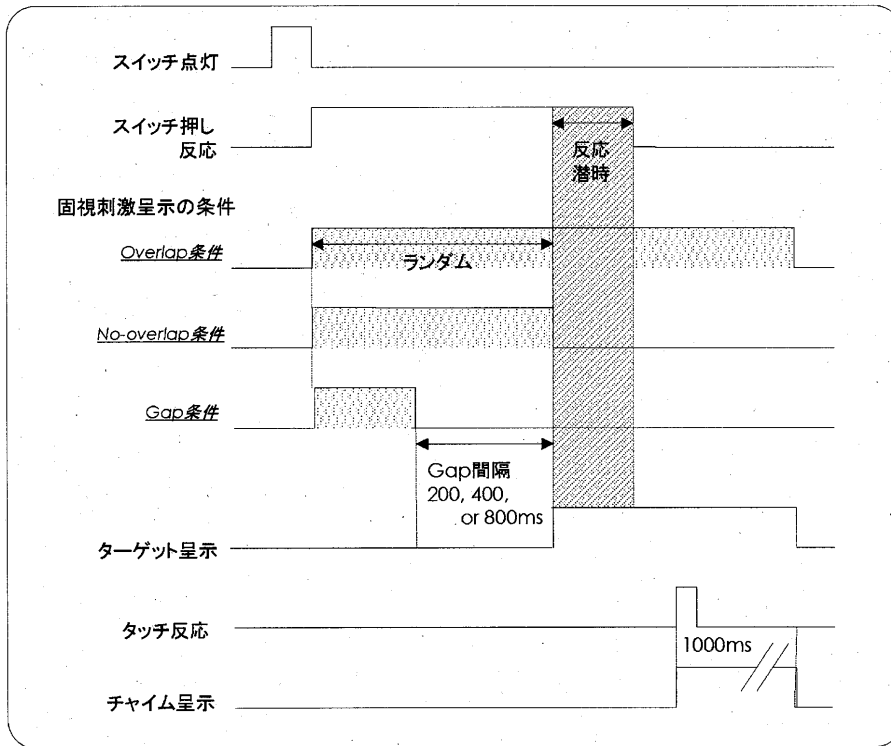 スイッチ点灯
スイッチ押し
反応
反応
潜時
固視刺激呈示の条件
Overlap条件
ランダム
No-overlap条件
Gap条件
Gap間隔
200, 400,
or 800ms
ターゲット呈示
タッチ反応
1000ms
チャイム呈示